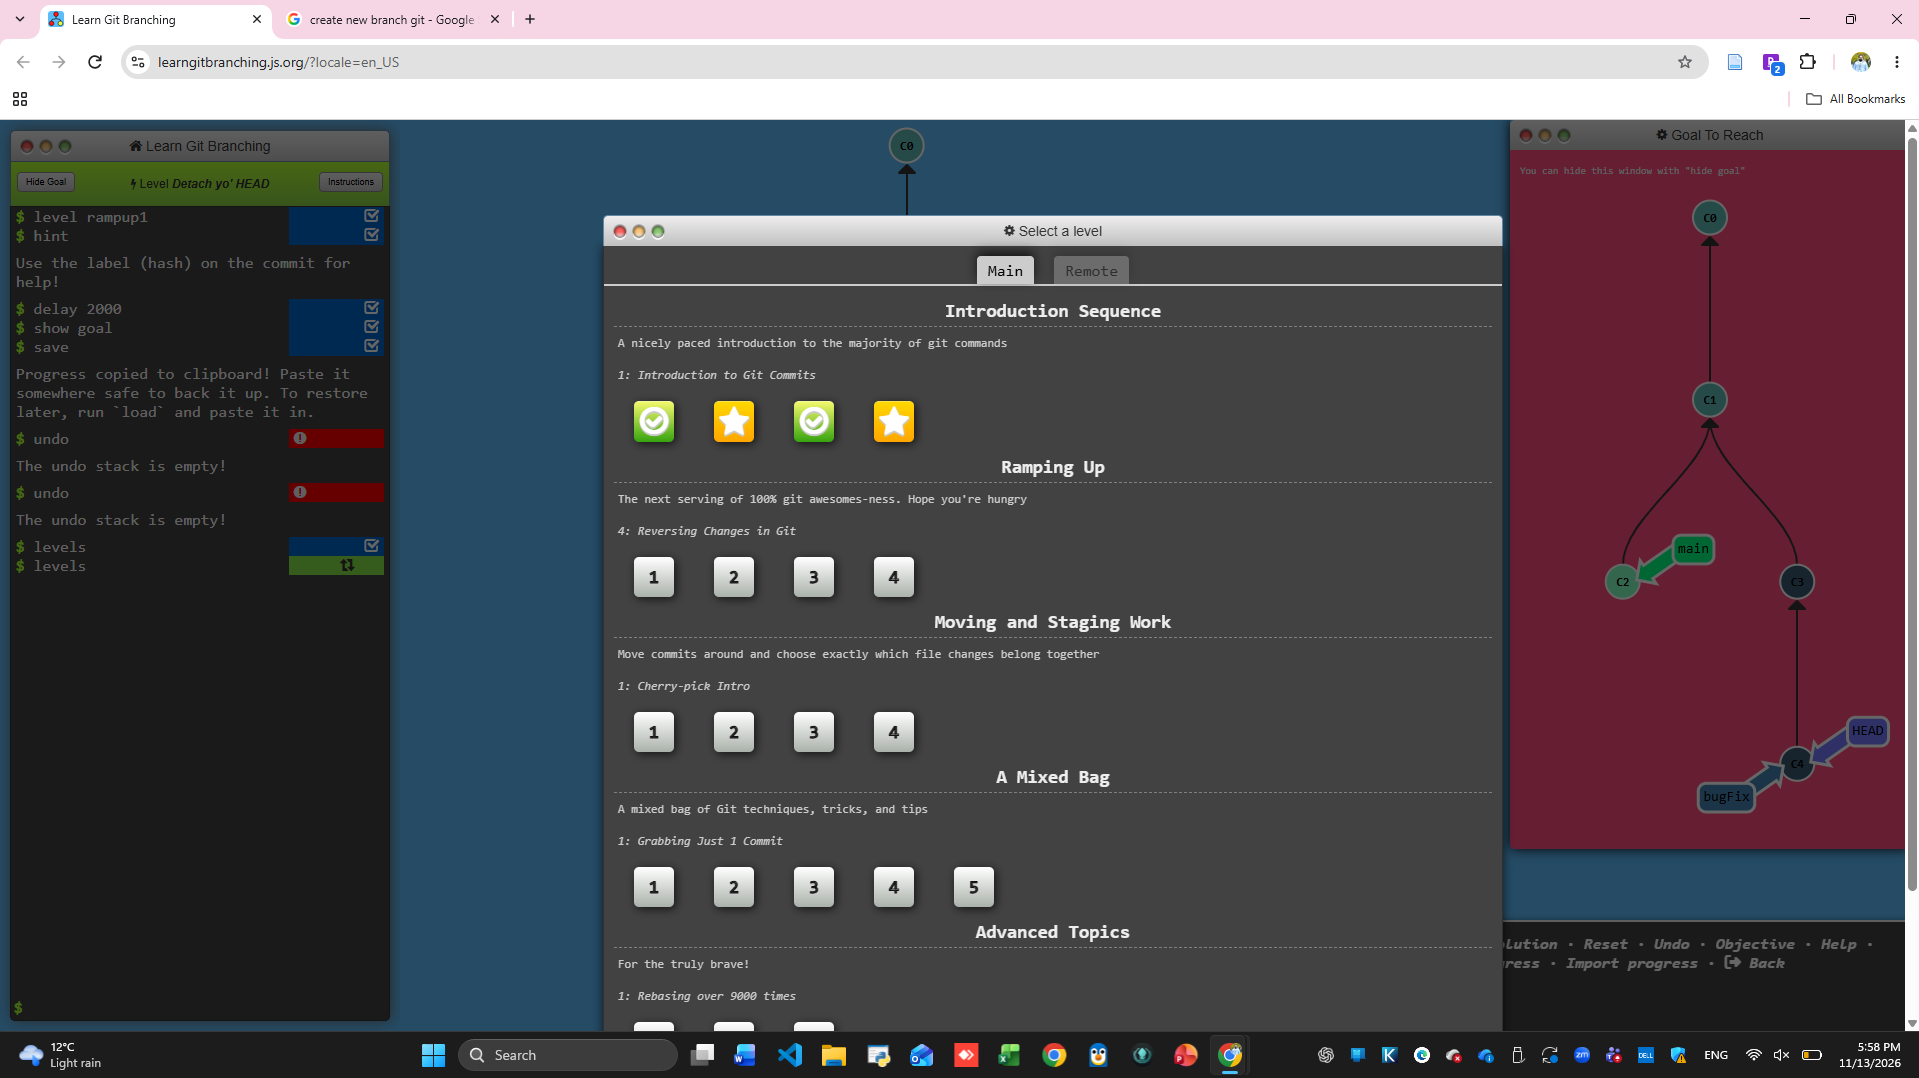 Learn Git Branching
create new branch git - Google
learngitbranching.js.org/?locale=en_US
2
All Bookmarks
Learn Git Branching
Hide Goal
Level Detach yo' HEAD
Instructions
$ level rampup1
$ hint
Use the label (hash) on the commit for
help!
$ delay 2000
$ show goal
$ save
Progress copied to clipboard! Paste it
somewhere safe to back it up. To restore
later, run `load` and paste it in.
$ undo
The undo stack is empty!
$ undo
The undo stack is empty!
$ levels
$ levels
$
C0
Select a level
Main
Remote
Introduction Sequence
A nicely paced introduction to the majority of git commands
1: Introduction to Git Commits
Ramping Up
The next serving of 100% git awesomes-ness. Hope you're hungry
4: Reversing Changes in Git
1 2 3 4
Moving and Staging Work
Move commits around and choose exactly which file changes belong together
1: Cherry-pick Intro
1 2 3 4
A Mixed Bag
A mixed bag of Git techniques, tricks, and tips
1: Grabbing Just 1 Commit
1 2 3 4 5
Advanced Topics
For the truly brave!
1: Rebasing over 9000 times
Goal To Reach
You can hide this window with "hide goal"
C0
C1
main
C2
C3
HEAD
C4
bugFix
lution · Reset · Undo · Objective · Help ·
ress · Import progress · Back
12°C
Light rain
Search
ENG
5:58 PM
11/13/2026